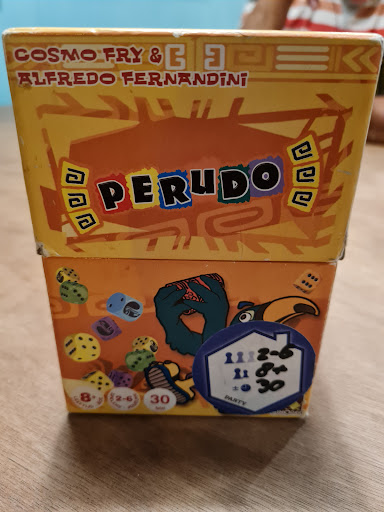 COSMO FRY &
ALFREDO FERNANDINI
PERUDO
2-6
8+
30
PARTY
8+
2-6
30